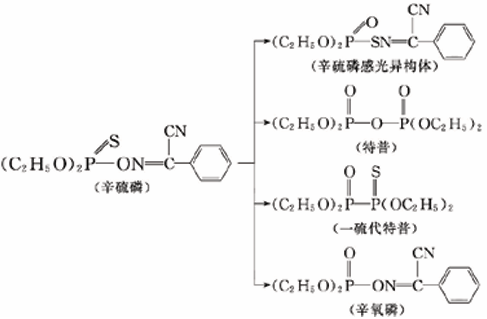 O CN
(C₂H₅O)₂P SN=C
(辛硫磷感光异构体)
O O
(C₂H₅O)₂P—O—P(OC₂H₅)₂
(特普)
S CN
(C₂H₅O)₂P ON=C
(辛硫磷)
O S
(C₂H₅O)₂P—P(OC₂H₅)₂
(一硫代特普)
O CN
(C₂H₅O)₂P—ON=C
(辛氧磷)